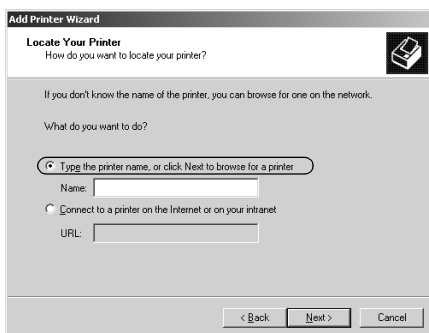 Add Printer Wizard
Locate Your Printer
How do you want to locate your printer?
If you don't know the name of the printer, you can browse for one on the network.
What do you want to do?
Type the printer name, or click Next to browse for a printer
Name:
Connect to a printer on the Internet or on your intranet
URL:
< Back
Next >
Cancel